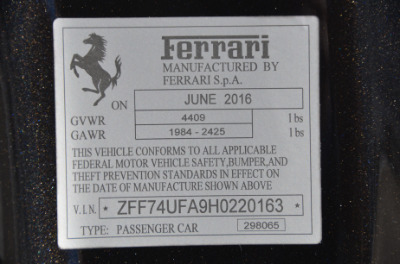 Ferrari
MANUFACTURED BY
FERRARI S.p.A.
ON JUNE 2016
GVWR 4409 lbs
GAWR 1984 - 2425 lbs
THIS VEHICLE CONFORMS TO ALL APPLICABLE
FEDERAL MOTOR VEHICLE SAFETY,BUMPER,AND
THEFT PREVENTION STANDARDS IN EFFECT ON
THE DATE OF MANUFACTURE SHOWN ABOVE
V.I.N. * ZFF74UFA9H0220163 *
TYPE: PASSENGER CAR 298065